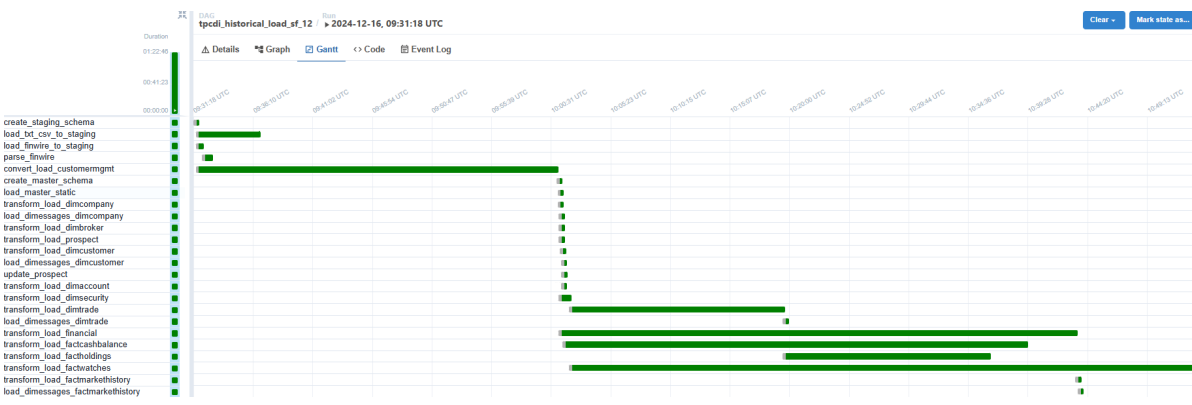 DAG Run
tpcdi_historical_load_sf_12 / 2024-12-16, 09:31:18 UTC
Clear
Mark state as...
Duration
01:22:46
00:41:23
00:00:00
Details Graph Gantt Code Event Log
09:31:18 UTC 09:36:10 UTC 09:41:02 UTC 09:45:54 UTC 09:50:47 UTC 09:55:39 UTC 10:00:31 UTC 10:05:23 UTC 10:10:15 UTC 10:15:07 UTC 10:20:00 UTC 10:24:52 UTC 10:29:44 UTC 10:34:36 UTC 10:39:28 UTC 10:44:20 UTC 10:49:13 UTC
create_staging_schema
load_txt_csv_to_staging
load_finwire_to_staging
parse_finwire
convert_load_customermgmt
create_master_schema
load_master_static
transform_load_dimcompany
load_dimessages_dimcompany
transform_load_dimbroker
transform_load_prospect
transform_load_dimcustomer
load_dimessages_dimcustomer
update_prospect
transform_load_dimaccount
transform_load_dimsecurity
transform_load_dimtrade
load_dimessages_dimtrade
transform_load_financial
transform_load_factcashbalance
transform_load_factholdings
transform_load_factwatches
transform_load_factmarkethistory
load_dimessages_factmarkethistory